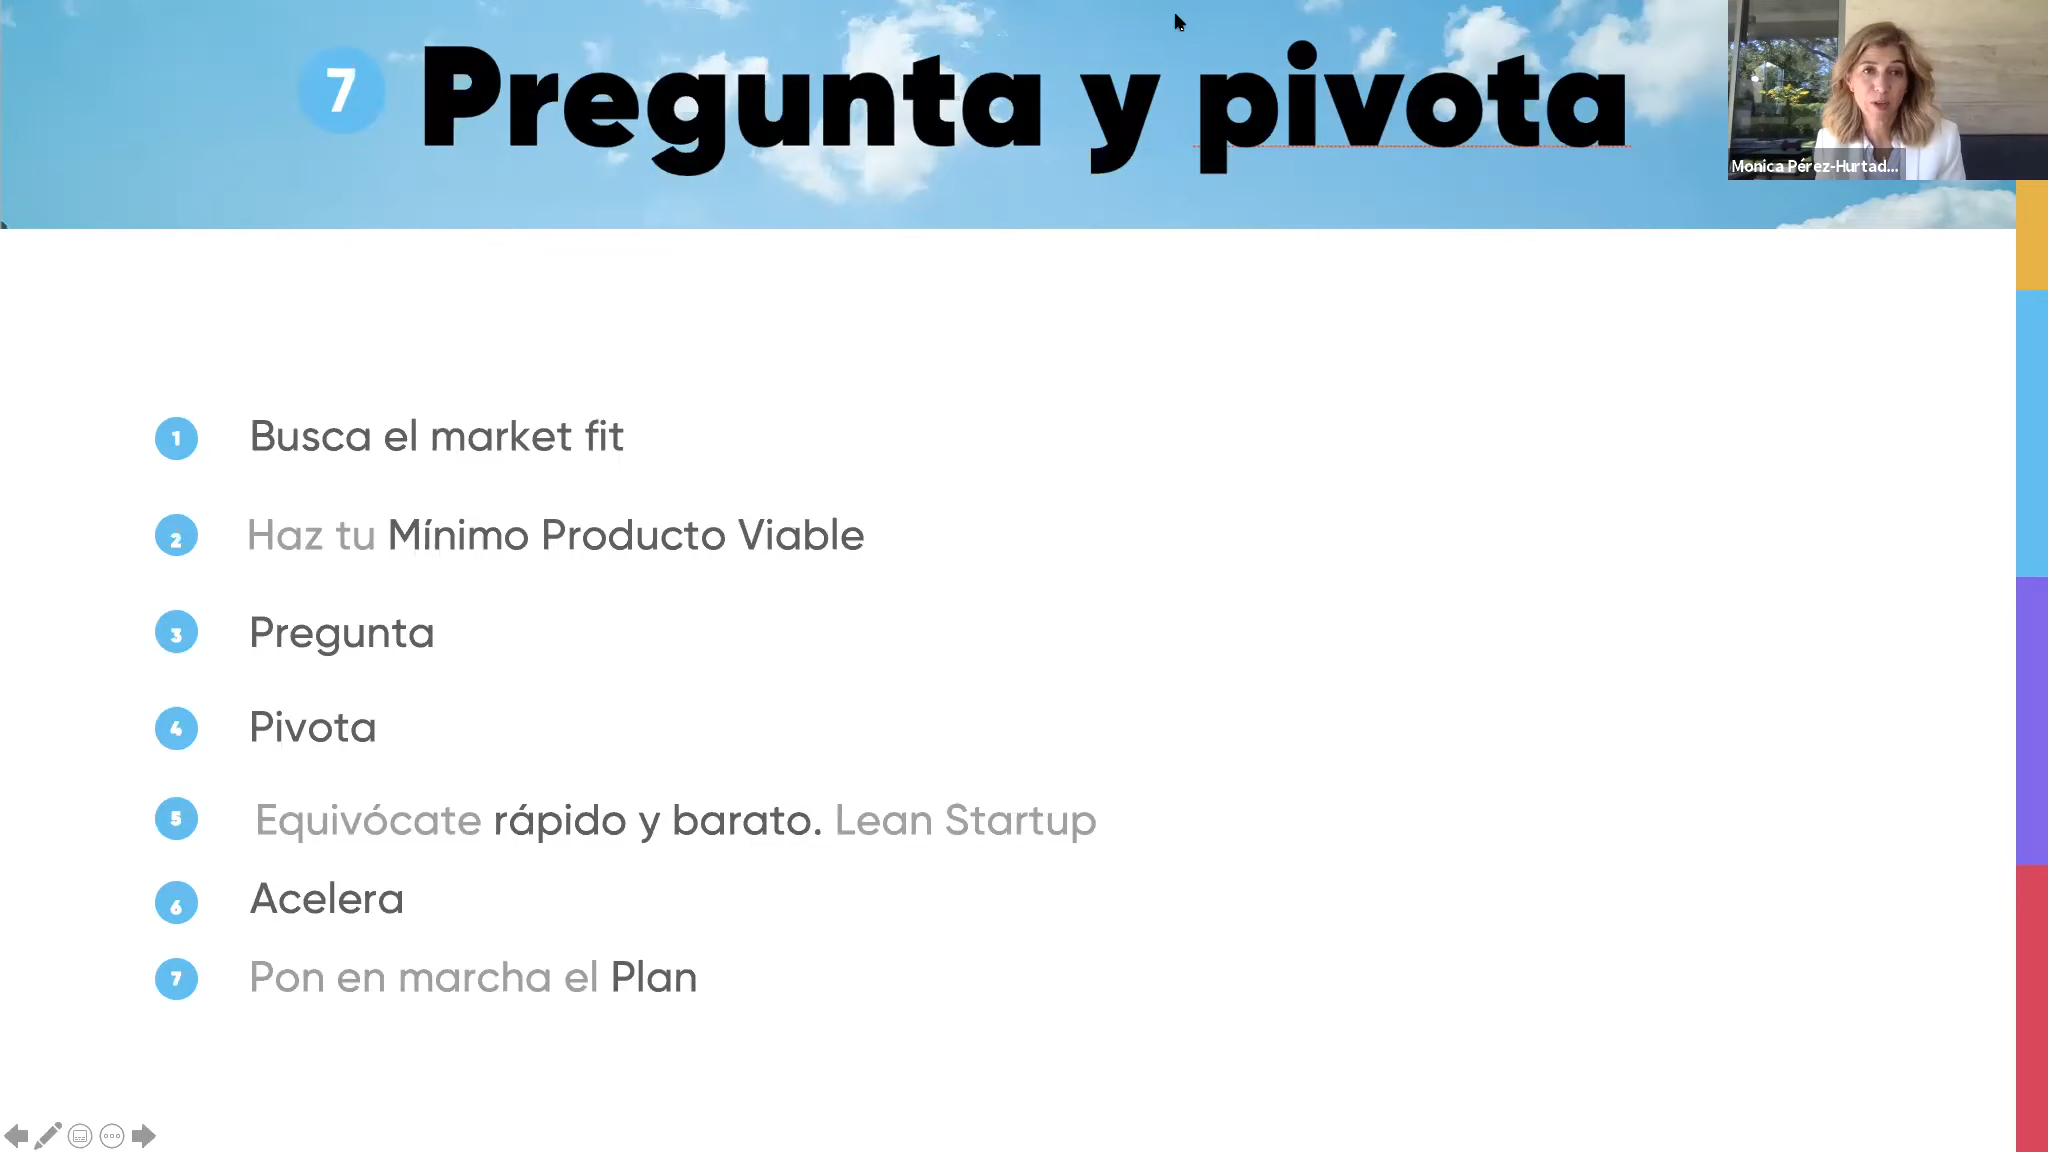 7 Pregunta y pivota
Monica Pérez-Hurtad...
1 Busca el market fit
2 Haz tu Mínimo Producto Viable
3 Pregunta
4 Pivota
5 Equivócate rápido y barato. Lean Startup
6 Acelera
7 Pon en marcha el Plan